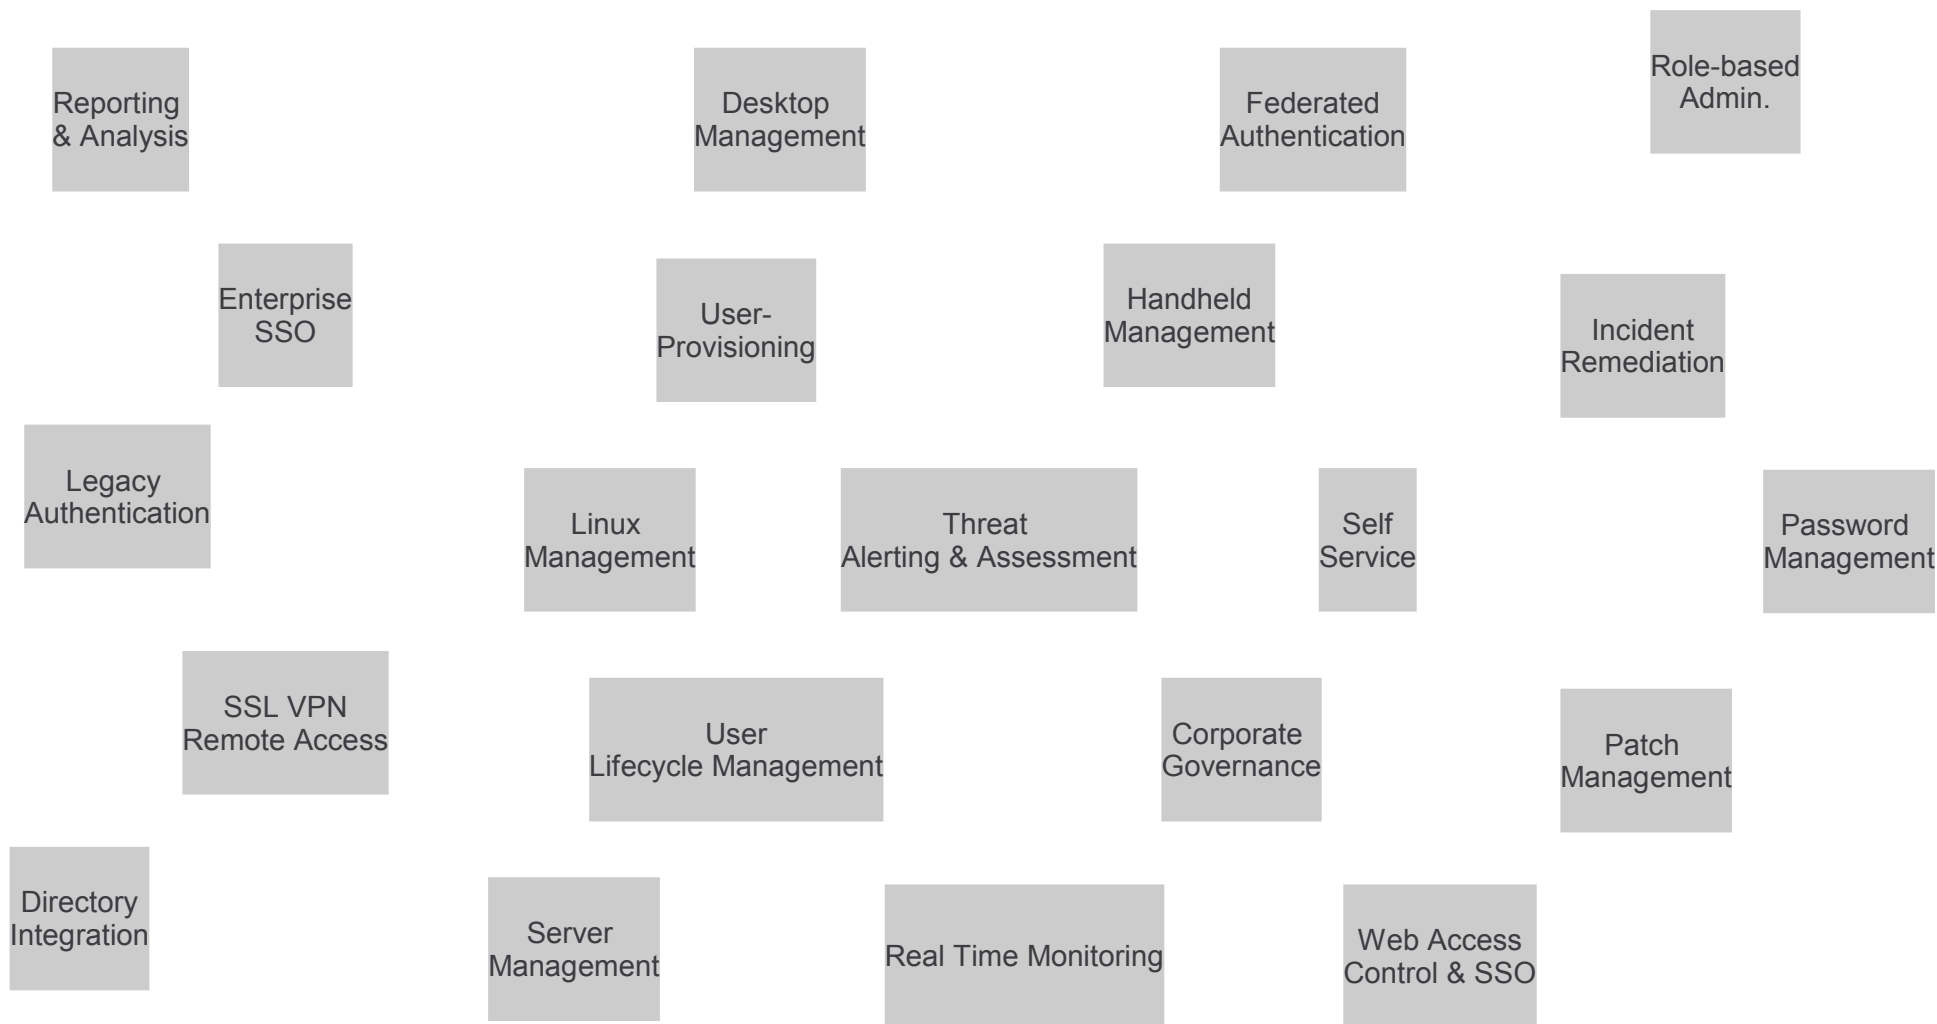 Reporting
& Analysis
Desktop
Management
Federated
Authentication
Role-based
Admin.
Enterprise
SSO
User-
Provisioning
Handheld
Management
Incident
Remediation
Legacy
Authentication
Linux
Management
Threat
Alerting & Assessment
Self
Service
Password
Management
SSL VPN
Remote Access
User
Lifecycle Management
Corporate
Governance
Patch
Management
Directory
Integration
Server
Management
Real Time Monitoring
Web Access
Control & SSO